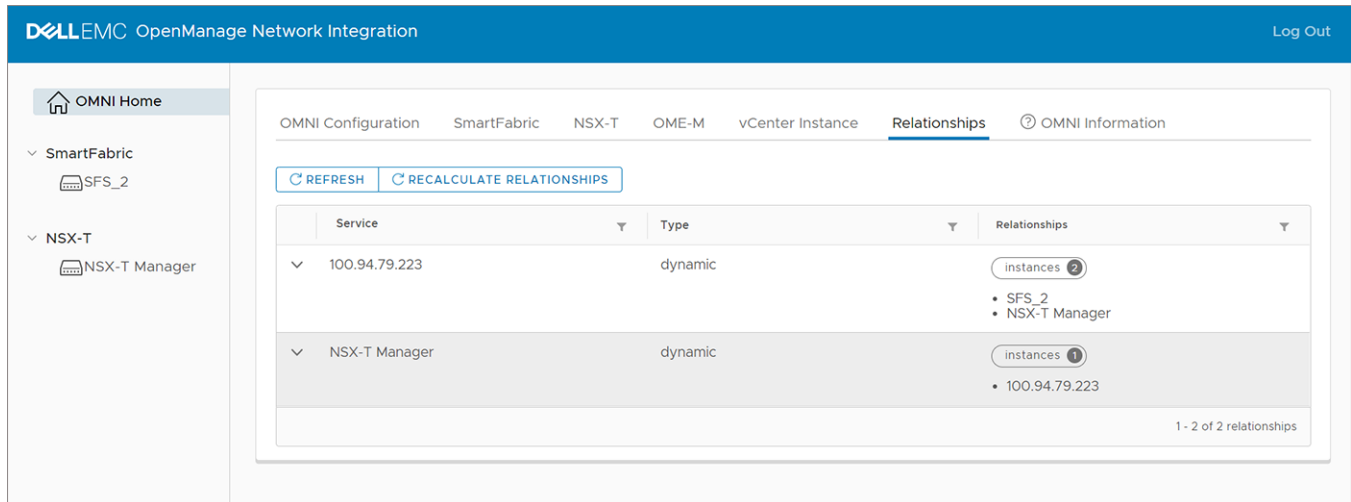 DELLEMC OpenManage Network Integration
Log Out
OMNI Home
SmartFabric
SFS_2
NSX-T
NSX-T Manager
OMNI Configuration SmartFabric NSX-T OME-M vCenter Instance Relationships OMNI Information
REFRESH RECALCULATE RELATIONSHIPS
Service Type Relationships
100.94.79.223 dynamic instances 2
• SFS_2
• NSX-T Manager
NSX-T Manager dynamic instances 1
• 100.94.79.223
1 - 2 of 2 relationships